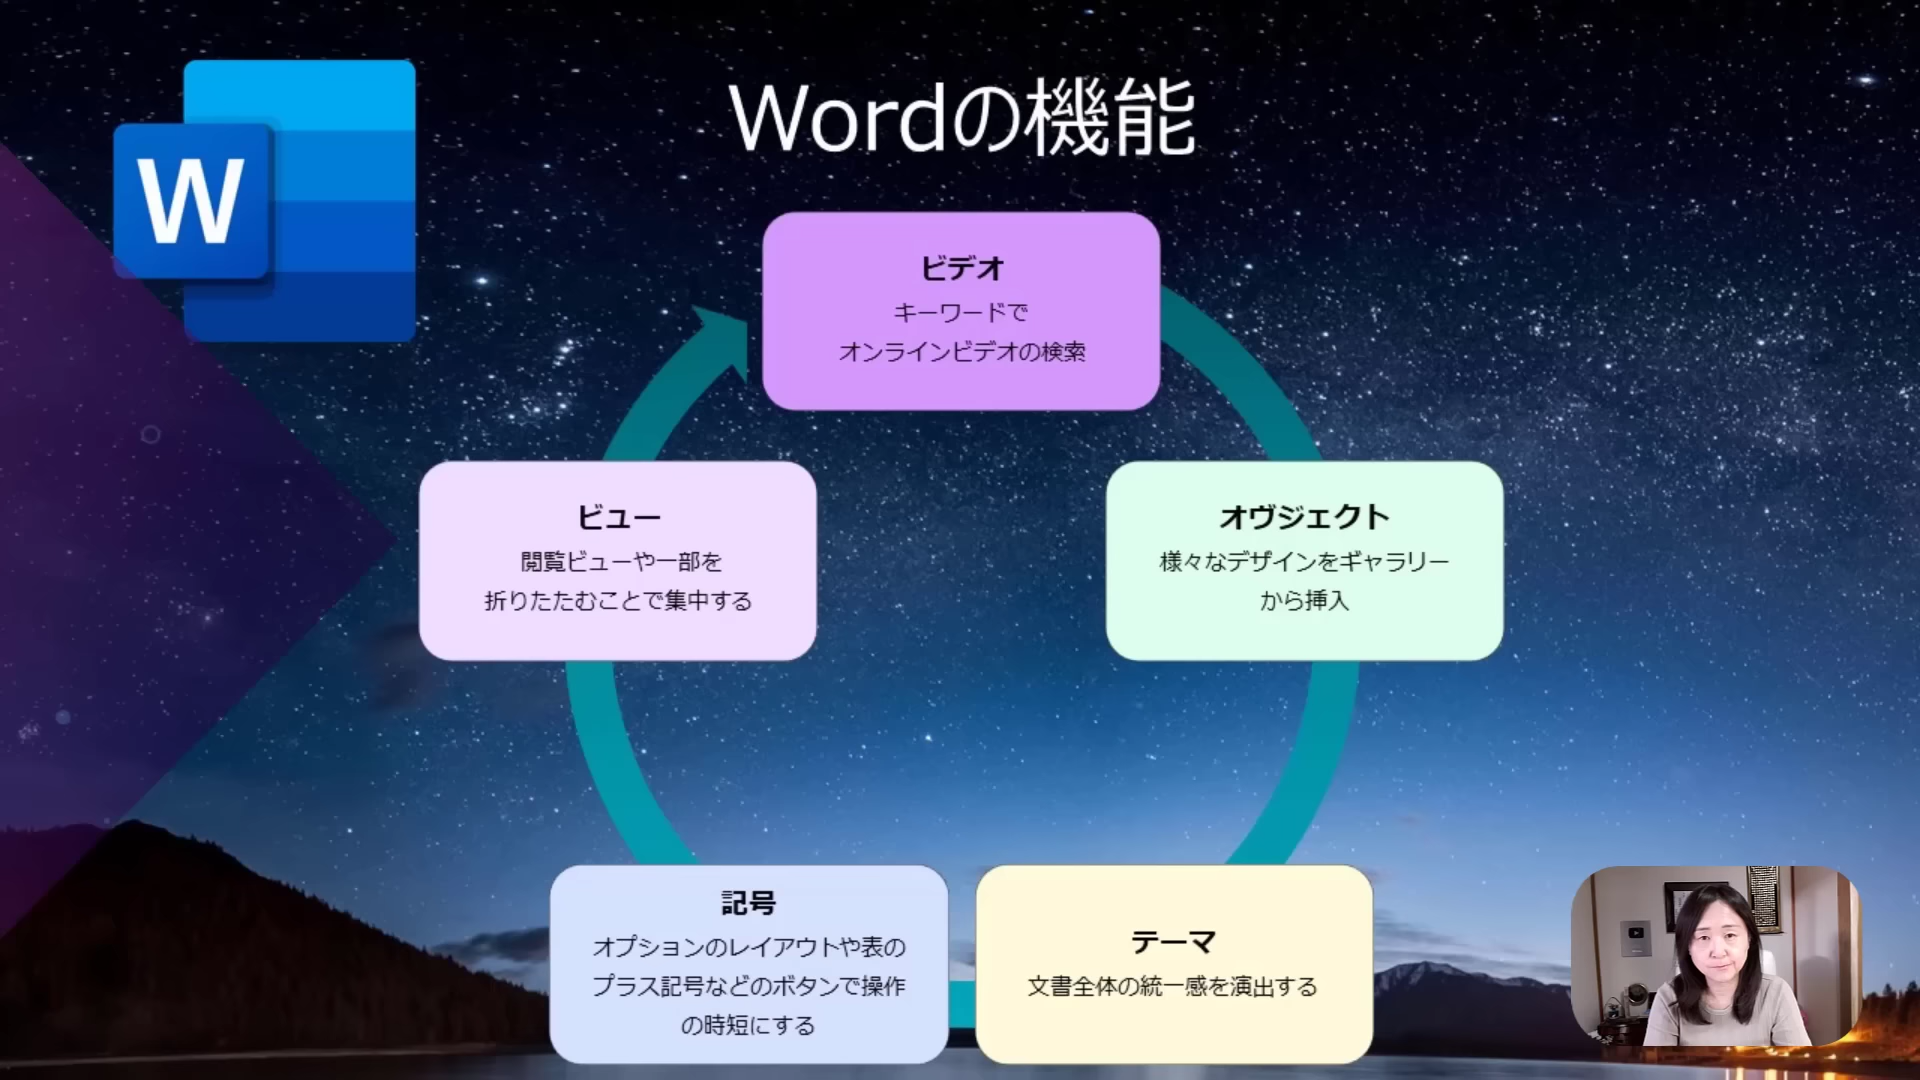 W
Wordの機能
ビデオ
キーワードで
オンラインビデオの検索
ビュー
閲覧ビューや一部を
折りたたむことで集中する
オヴジェクト
様々なデザインをギャラリー
から挿入
記号
オプションのレイアウトや表の
プラス記号などのボタンで操作
の時短にする
テーマ
文書全体の統一感を演出する